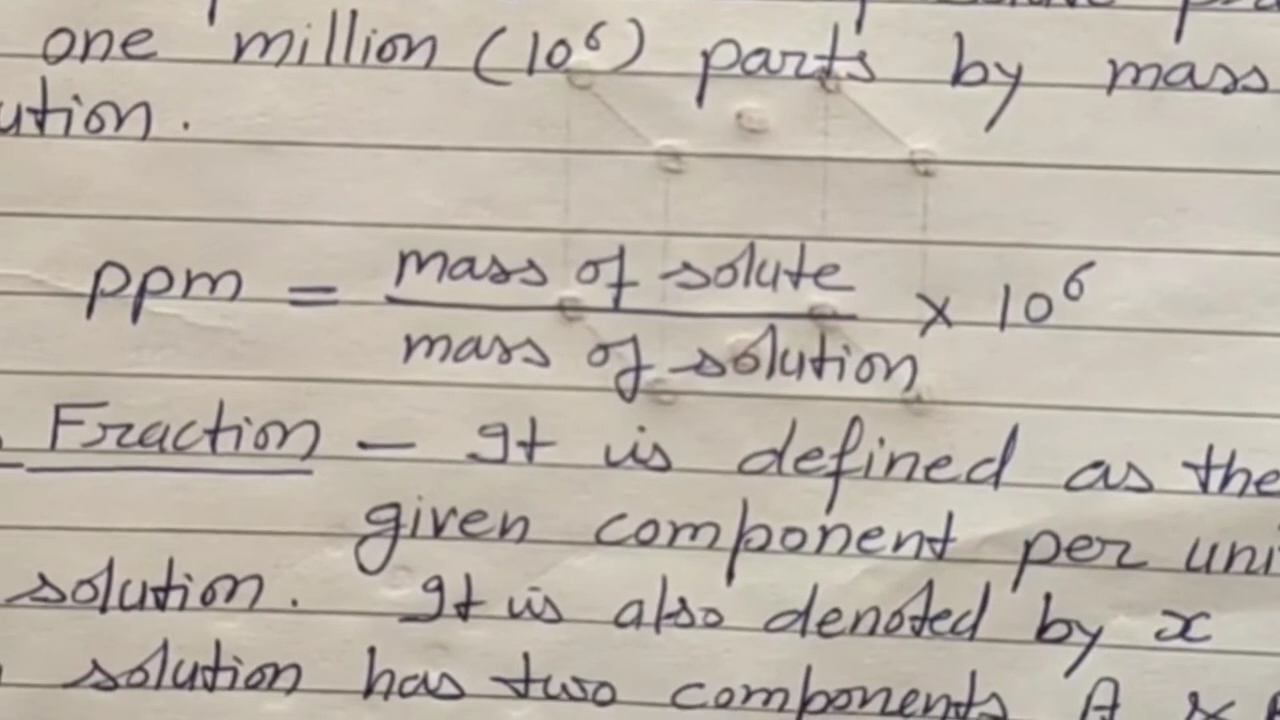 one million (10⁶) parts by mass
ution.
ppm = mass of solute / mass of solution × 10⁶
Fraction - It is defined as the
given component per uni
solution. It is also denoted by x
solution has two components A &